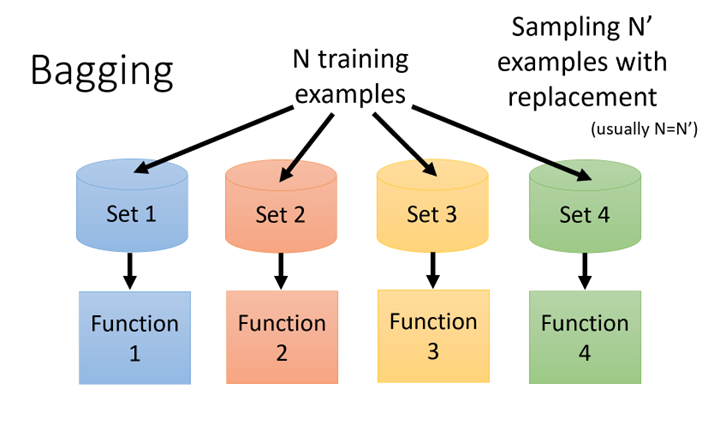 Bagging
N training
examples
Sampling N’
examples with
replacement
(usually N=N’)
Set 1
Set 2
Set 3
Set 4
Function
1
Function
2
Function
3
Function
4